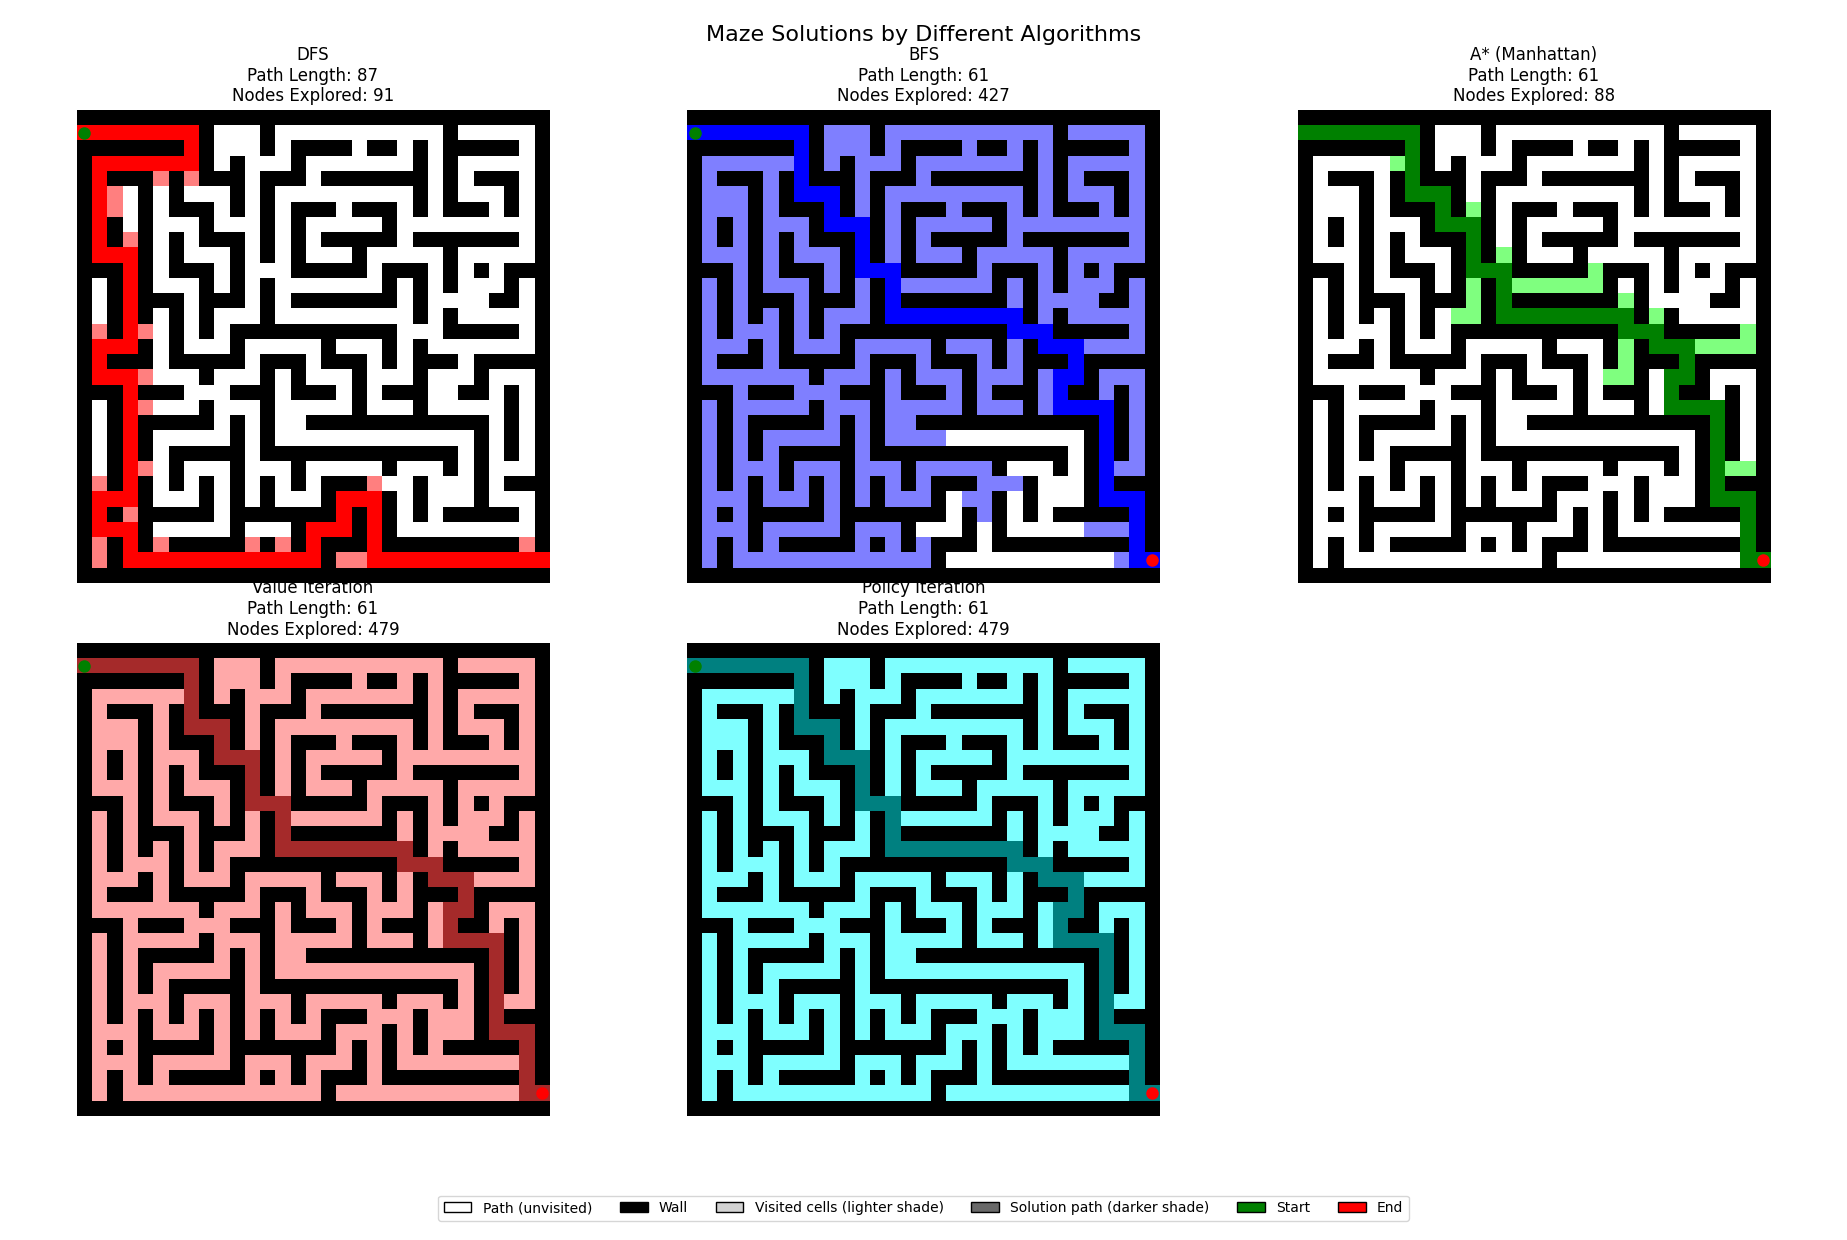 Maze Solutions by Different Algorithms
DFS
Path Length: 87
Nodes Explored: 91
BFS
Path Length: 61
Nodes Explored: 427
A* (Manhattan)
Path Length: 61
Nodes Explored: 88
Value Iteration
Path Length: 61
Nodes Explored: 479
Policy Iteration
Path Length: 61
Nodes Explored: 479
Path (unvisited)
Wall
Visited cells (lighter shade)
Solution path (darker shade)
Start
End